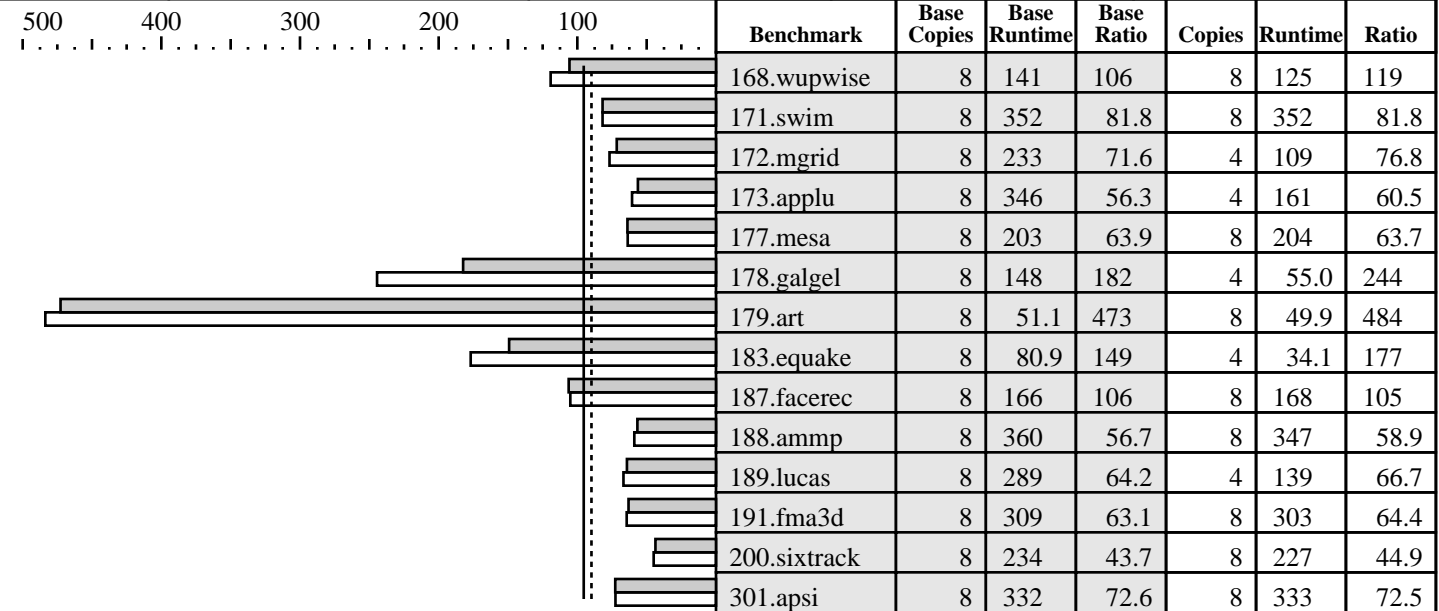 500 400 300 200 100
Benchmark Base Copies Base Runtime Base Ratio Copies Runtime Ratio
168.wupwise 8 141 106 8 125 119
171.swim 8 352 81.8 8 352 81.8
172.mgrid 8 233 71.6 4 109 76.8
173.applu 8 346 56.3 4 161 60.5
177.mesa 8 203 63.9 8 204 63.7
178.galgel 8 148 182 4 55.0 244
179.art 8 51.1 473 8 49.9 484
183.equake 8 80.9 149 4 34.1 177
187.facerec 8 166 106 8 168 105
188.ammp 8 360 56.7 8 347 58.9
189.lucas 8 289 64.2 4 139 66.7
191.fma3d 8 309 63.1 8 303 64.4
200.sixtrack 8 234 43.7 8 227 44.9
301.apsi 8 332 72.6 8 333 72.5